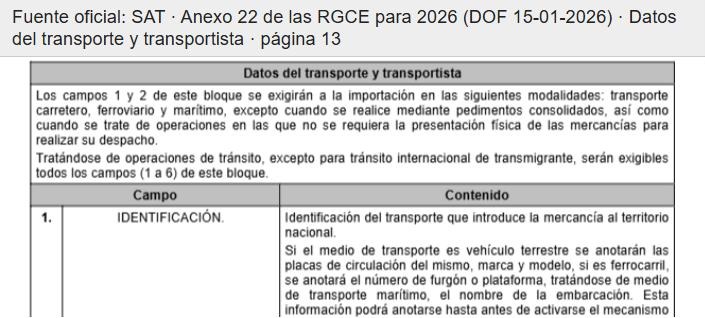 Fuente oficial: SAT · Anexo 22 de las RGCE para 2026 (DOF 15-01-2026) · Datos
del transporte y transportista · página 13
Datos del transporte y transportista
Los campos 1 y 2 de este bloque se exigirán a la importación en las siguientes modalidades: transporte
carretero, ferroviario y marítimo, excepto cuando se realice mediante pedimentos consolidados, así como
cuando se trate de operaciones en las que no se requiera la presentación física de las mercancías para
realizar su despacho.
Tratándose de operaciones de tránsito, excepto para tránsito internacional de transmigrante, serán exigibles
todos los campos (1 a 6) de este bloque.
Campo Contenido
1. IDENTIFICACIÓN. Identificación del transporte que introduce la mercancía al territorio
nacional.
Si el medio de transporte es vehículo terrestre se anotarán las
placas de circulación del mismo, marca y modelo, si es ferrocarril,
se anotará el número de furgón o plataforma, tratándose de medio
de transporte marítimo, el nombre de la embarcación. Esta
información podrá anotarse hasta antes de activarse el mecanismo